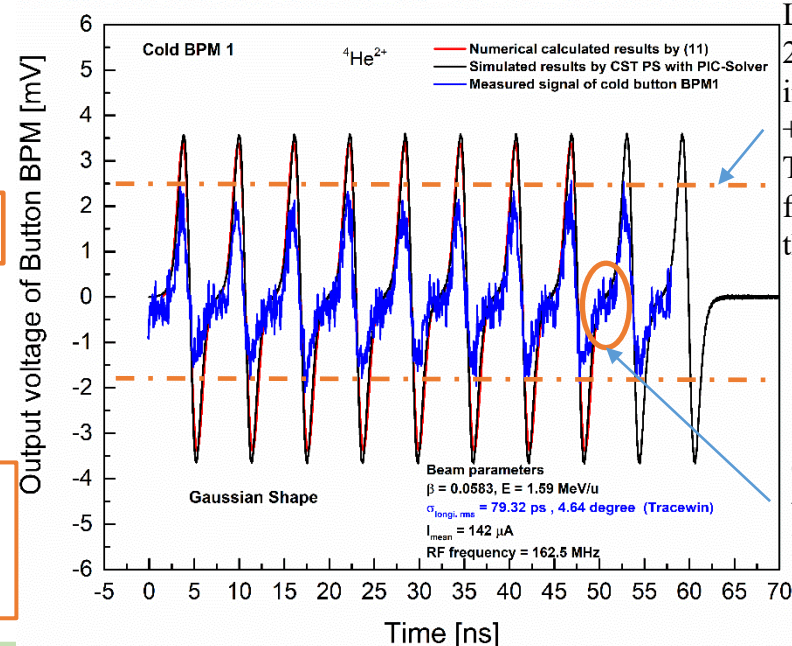 Cold BPM 1
⁴He²⁺
Numerical calculated results by (11)
Simulated results by CST PS with PIC-Solver
Measured signal of cold button BPM1
Output voltage of Button BPM [mV]
6
5
4
3
2
1
0
-1
-2
-3
-4
-5
-6
Gaussian Shape
Beam parameters
β = 0.0583, E = 1.59 MeV/u
σlongi. rms = 79.32 ps , 4.64 degree (Tracewin)
Imean = 142 μA
RF frequency = 162.5 MHz
-5 0 5 10 15 20 25 30 35 40 45 50 55 60 65 70
Time [ns]
2
i
+
T
f
t